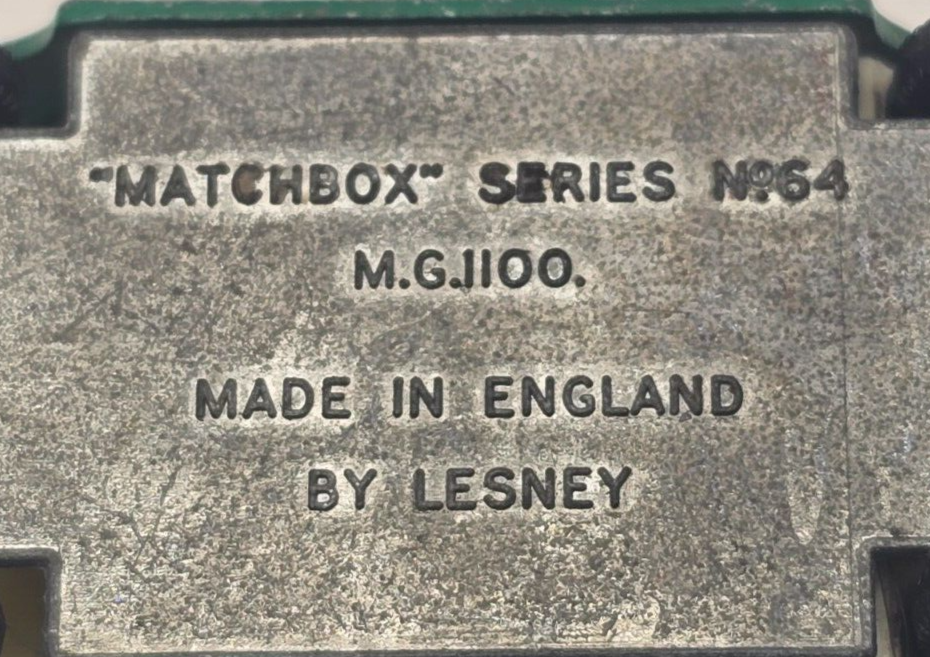 "MATCHBOX" SERIES Nº64
M.G.1100.
MADE IN ENGLAND
BY LESNEY